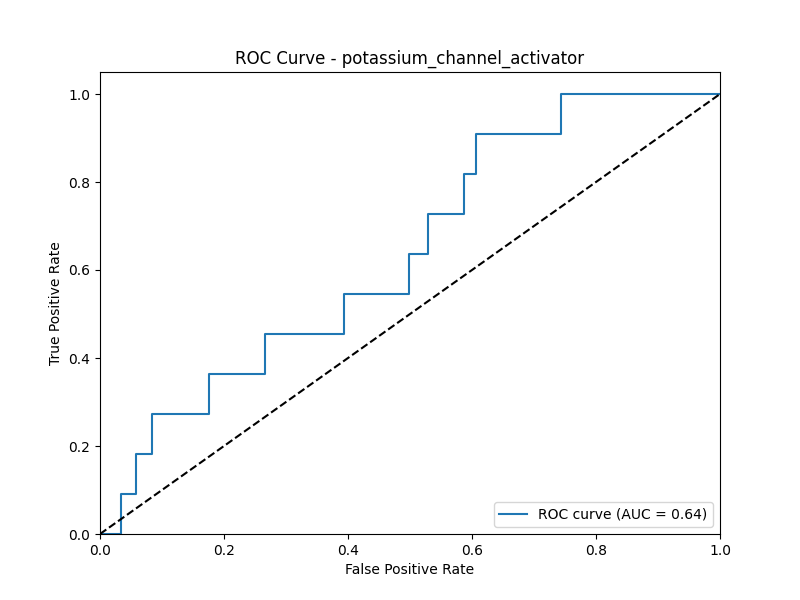 ROC Curve - potassium_channel_activator
True Positive Rate
1.0
0.8
0.6
0.4
0.2
0.0
0.0 0.2 0.4 0.6 0.8 1.0
False Positive Rate
ROC curve (AUC = 0.64)